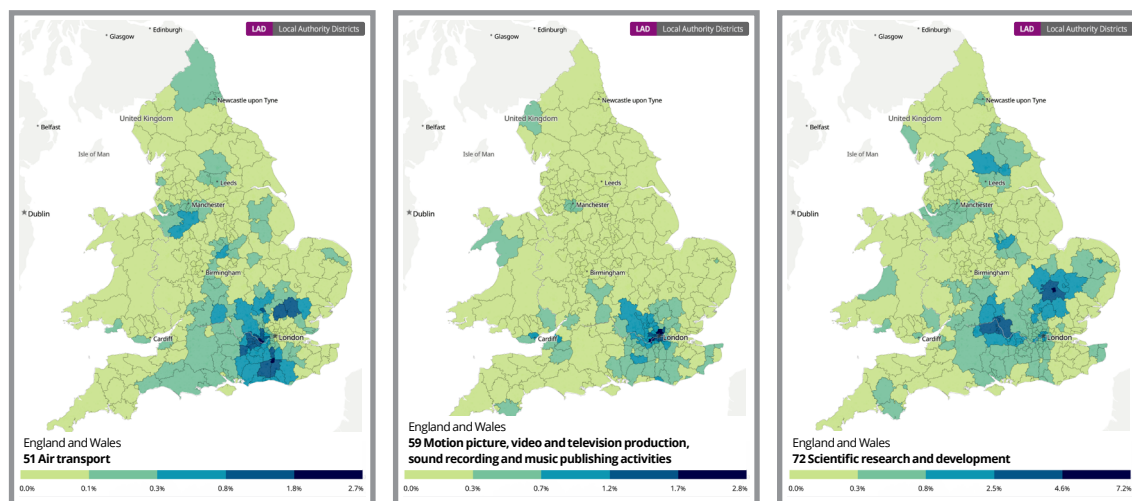 LAD Local Authority Districts
Edinburgh
Glasgow
Newcastle upon Tyne
United Kingdom
Belfast
Isle of Man
Leeds
Dublin
Manchester
Birmingham
Cardiff
London
England and Wales
51 Air transport
0.0% 0.1% 0.3% 0.8% 1.8% 2.7%
LAD Local Authority Districts
Edinburgh
Glasgow
Newcastle upon Tyne
United Kingdom
Belfast
Isle of Man
Leeds
Dublin
Manchester
Birmingham
Cardiff
London
England and Wales
59 Motion picture, video and television production,
sound recording and music publishing activities
0.0% 0.3% 0.7% 1.2% 1.7% 2.8%
LAD Local Authority Districts
Edinburgh
Glasgow
Newcastle upon Tyne
United Kingdom
Belfast
Isle of Man
Leeds
Dublin
Manchester
Birmingham
Cardiff
London
England and Wales
72 Scientific research and development
0.0% 0.3% 0.8% 2.5% 4.6% 7.2%